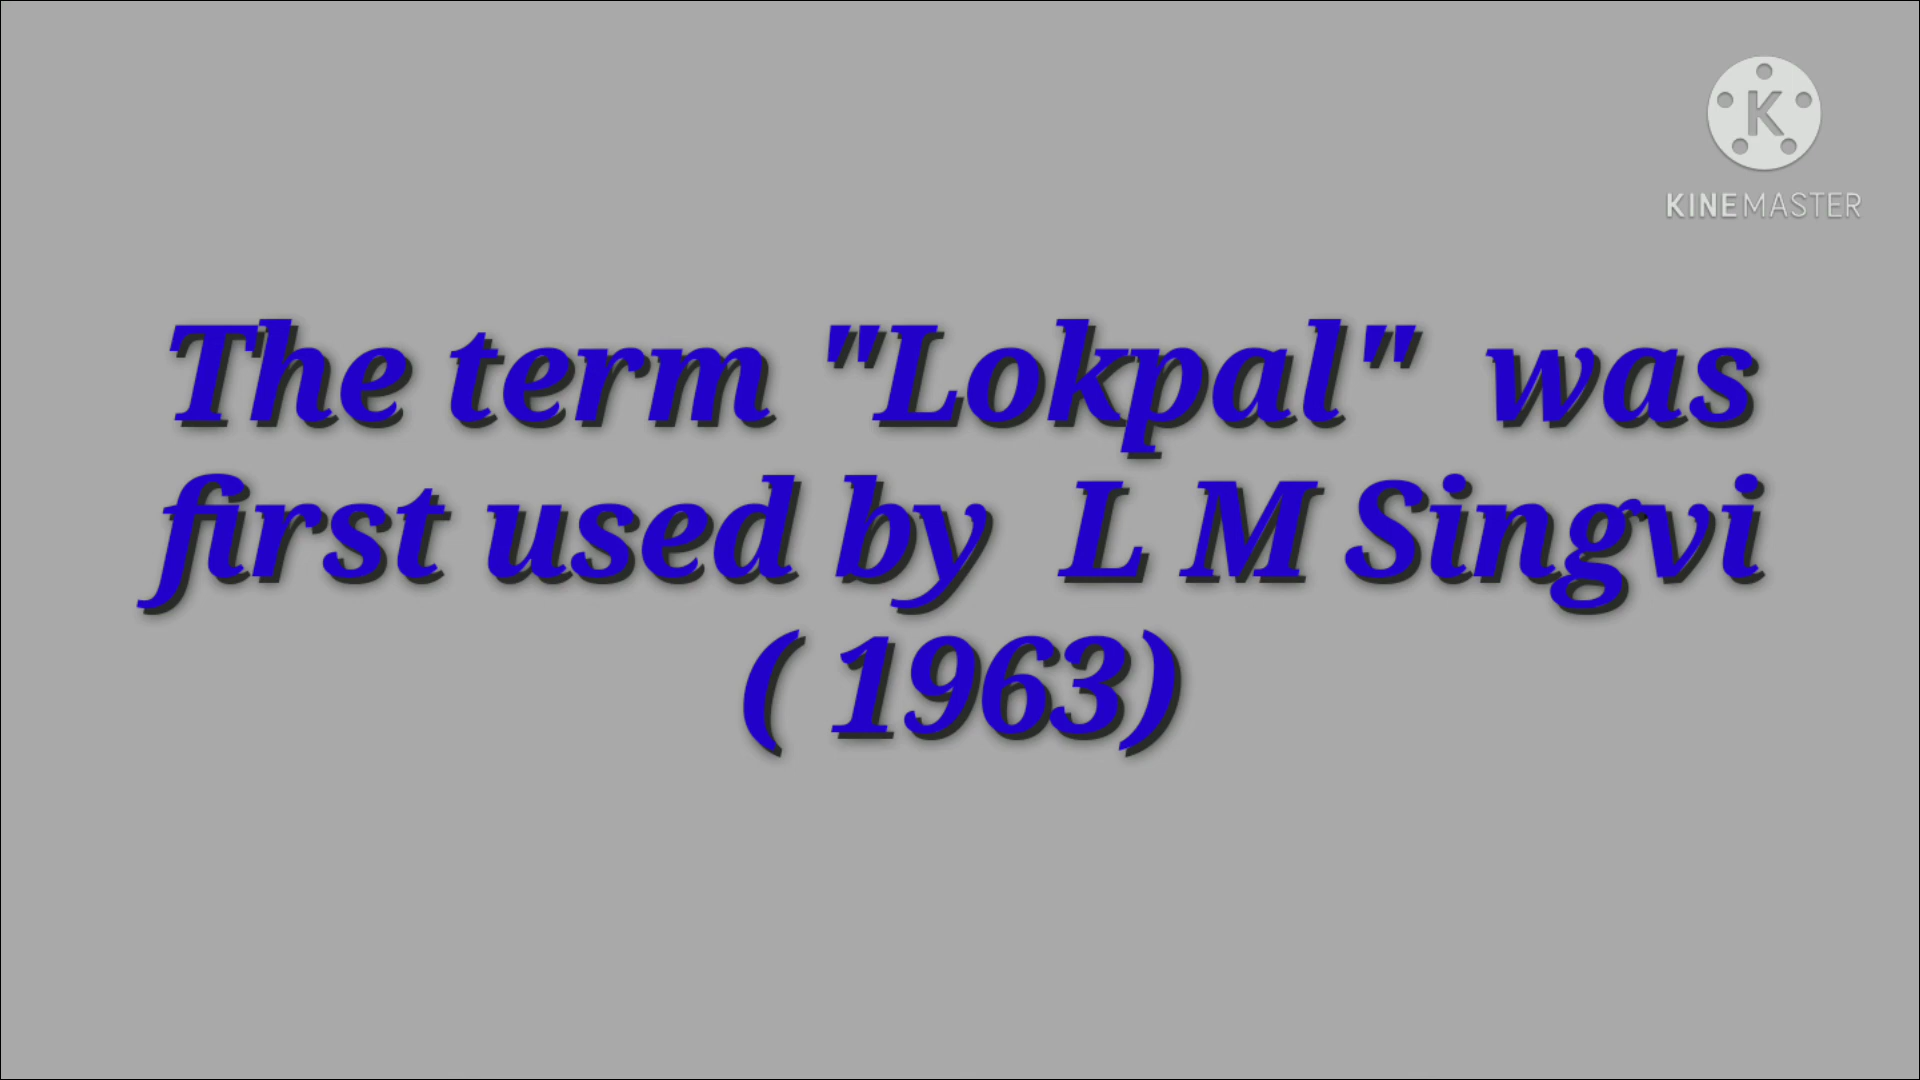 K
KINEMASTER
The term "Lokpal" was
first used by L M Singvi
( 1963)